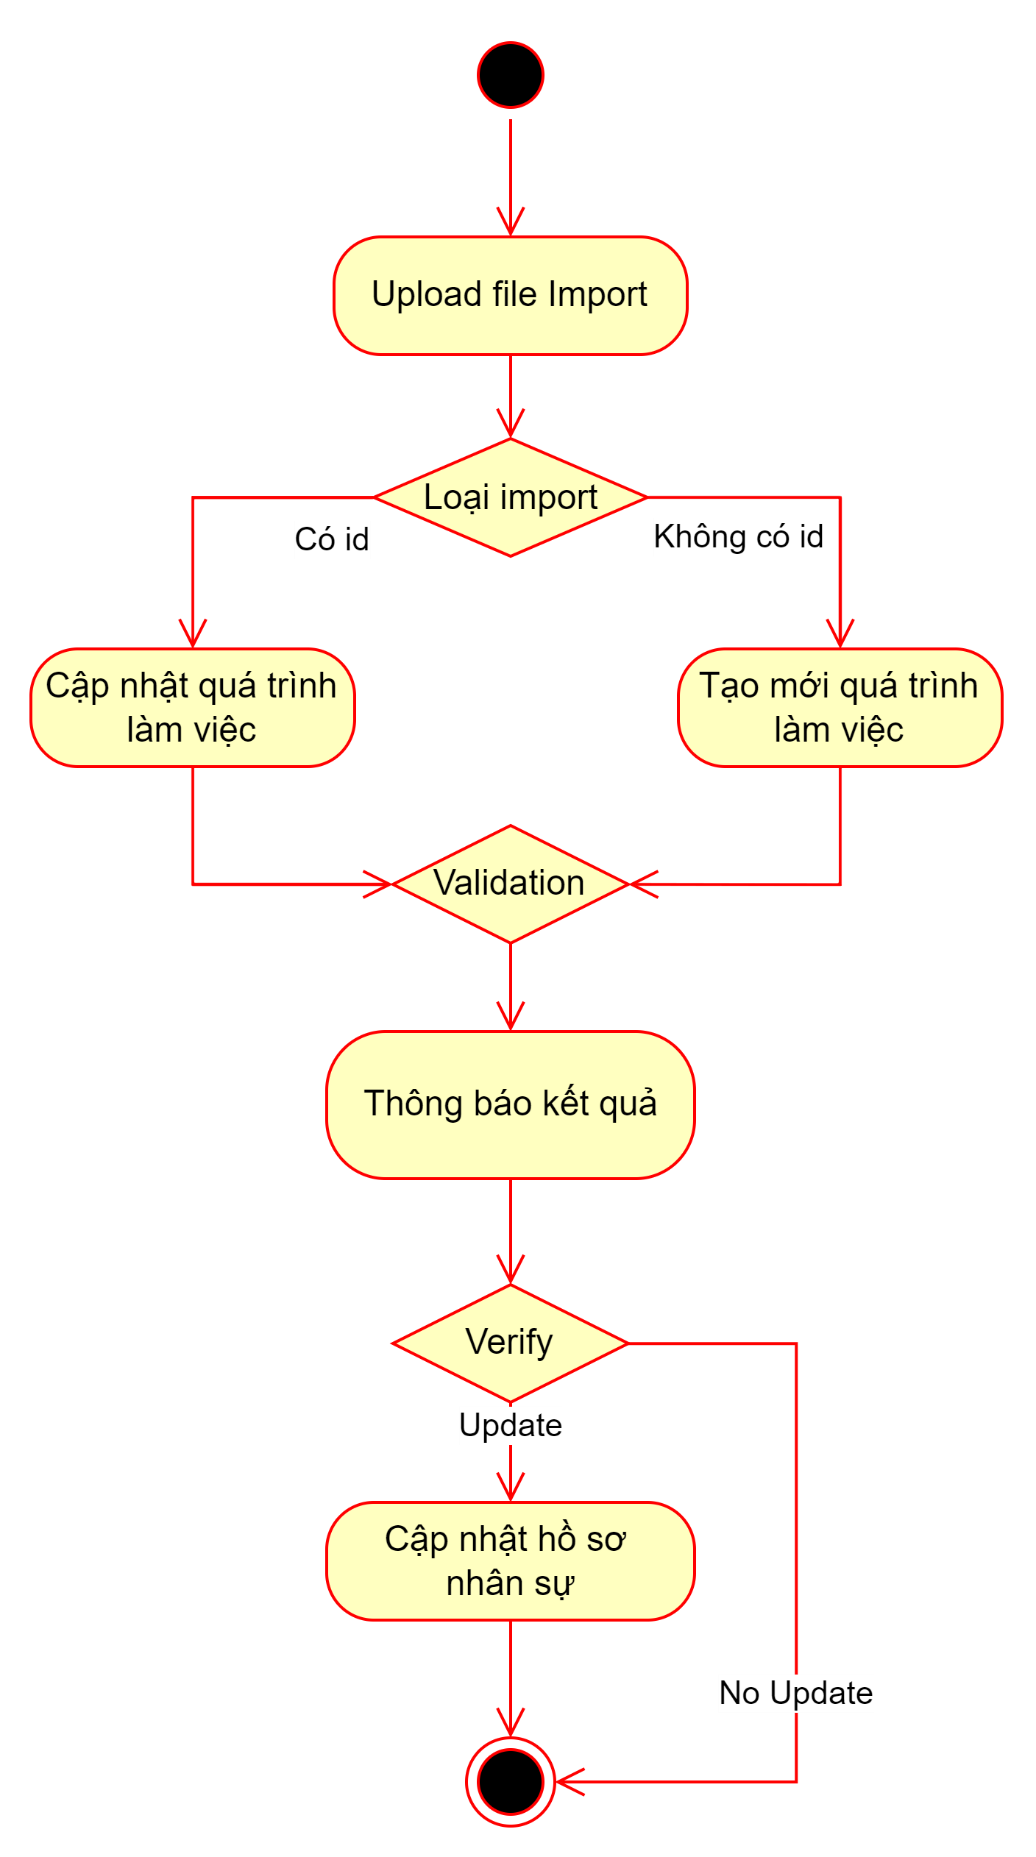 Upload file Import
Loại import
Có id
Không có id
Cập nhật quá trình
làm việc
Tạo mới quá trình
làm việc
Validation
Thông báo kết quả
Verify
Update
Cập nhật hồ sơ
nhân sự
No Update